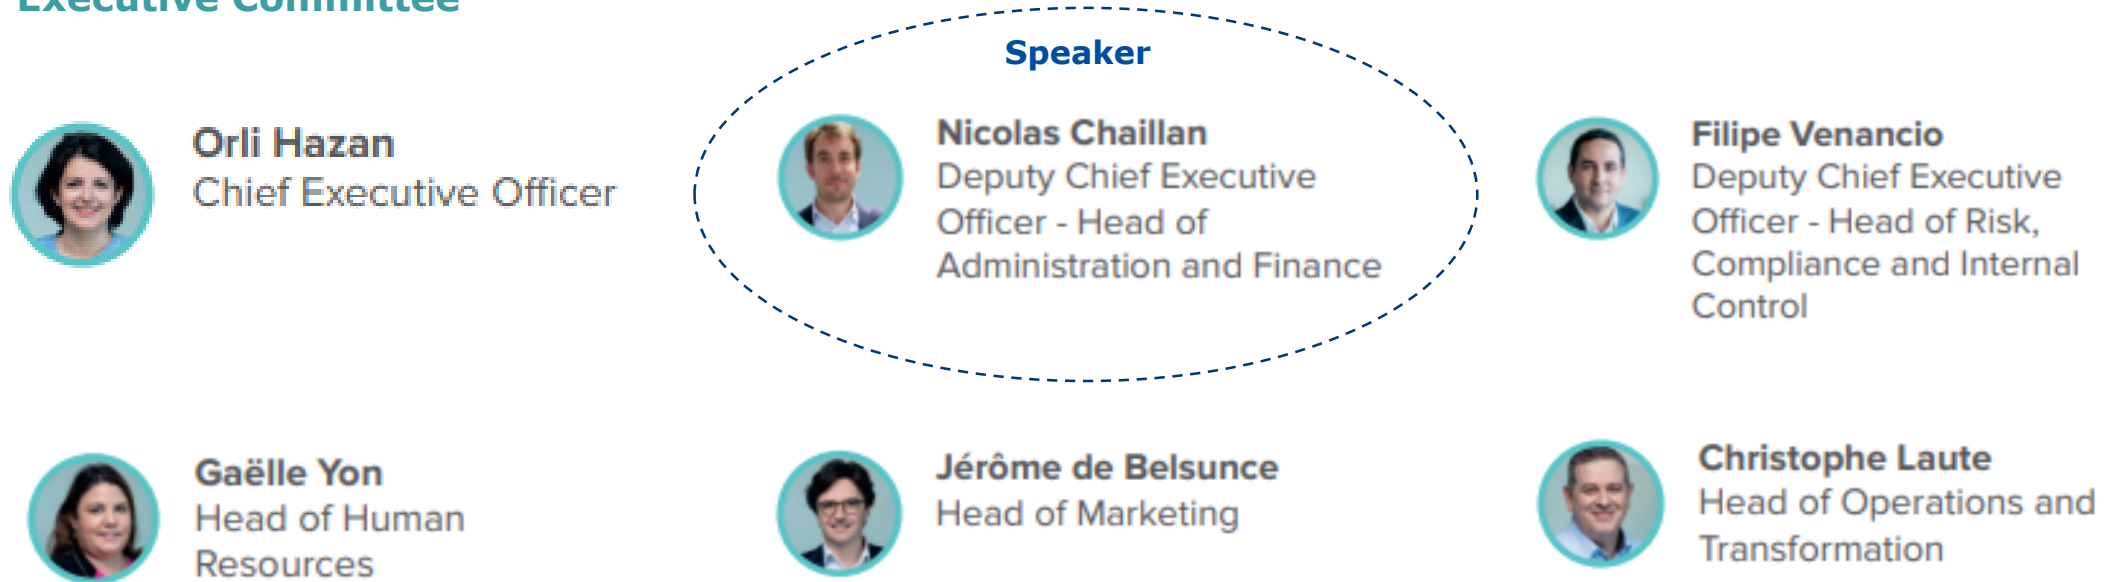 Executive Committee
Speaker
Orli Hazan
Chief Executive Officer
Nicolas Chaillan
Deputy Chief Executive
Officer - Head of
Administration and Finance
Filipe Venancio
Deputy Chief Executive
Officer - Head of Risk,
Compliance and Internal
Control
Gaëlle Yon
Head of Human
Resources
Jérôme de Belsunce
Head of Marketing
Christophe Laute
Head of Operations and
Transformation